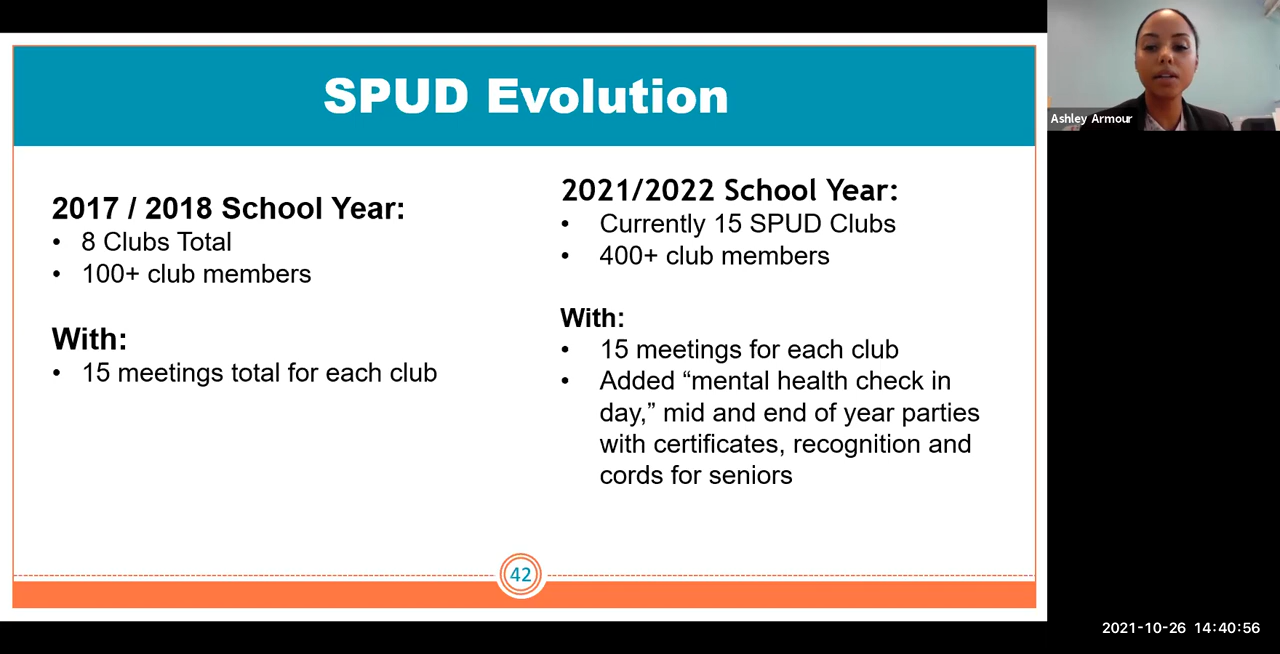 SPUD Evolution
2017 / 2018 School Year:
• 8 Clubs Total
• 100+ club members
With:
• 15 meetings total for each club
2021/2022 School Year:
• Currently 15 SPUD Clubs
• 400+ club members
With:
• 15 meetings for each club
• Added “mental health check in
day,” mid and end of year parties
with certificates, recognition and
cords for seniors
42
Ashley Armour
2021-10-26 14:40:56